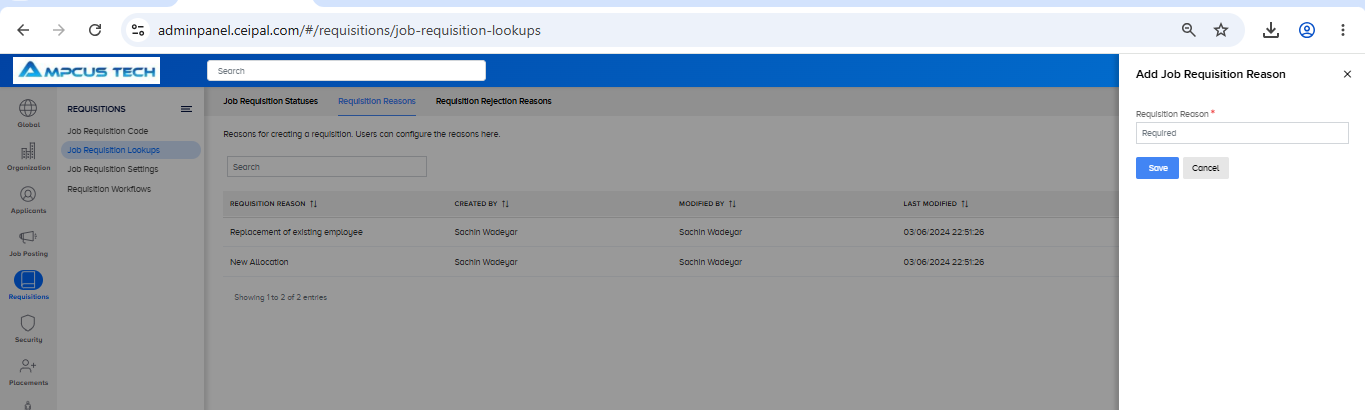 adminpanel.ceipal.com/#/requisitions/job-requisition-lookups
AMPCUS TECH
Search
Add Job Requisition Reason
Global
Organization
Applicants
Job Posting
Requisitions
Security
Placements
REQUISITIONS
Job Requisition Code
Job Requisition Lookups
Job Requisition Settings
Requisition Workflows
Job Requisition Statuses Requisition Reasons Requisition Rejection Reasons
Reasons for creating a requisition. Users can configure the reasons here.
Search
REQUISITION REASON CREATED BY MODIFIED BY LAST MODIFIED
Replacement of existing employee Sachin Wadeyar Sachin Wadeyar 03/06/2024 22:51:26
New Allocation Sachin Wadeyar Sachin Wadeyar 03/06/2024 22:51:26
Showing 1 to 2 of 2 entries
Requisition Reason *
Required
Save Cancel